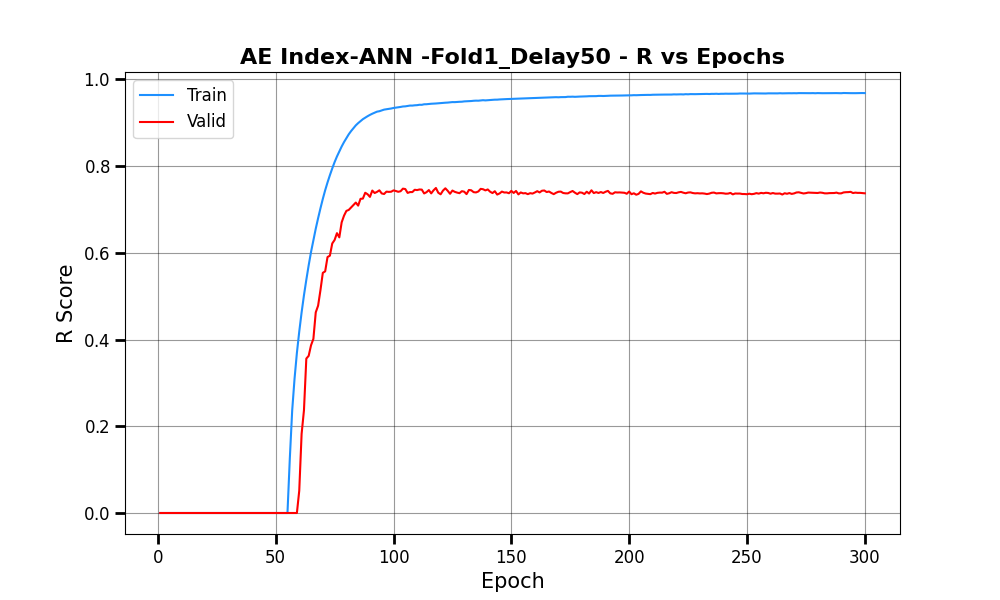 AE Index-ANN -Fold1_Delay50 - R vs Epochs
Train
Valid
1.0
0.8
0.6
0.4
0.2
0.0
R Score
0 50 100 150 200 250 300
Epoch